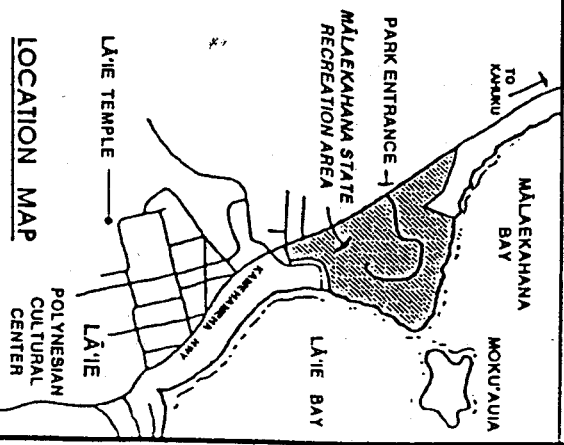 TO
KAHUKU
MĀLAEKAHANA
BAY
MOKU'AUIA
PARK ENTRANCE
MĀLAEKAHANA STATE
RECREATION AREA
LĀ'IE BAY
KAMEHAMEHA HWY
LĀ'IE TEMPLE
LĀ'IE
POLYNESIAN
CULTURAL
CENTER
LOCATION MAP